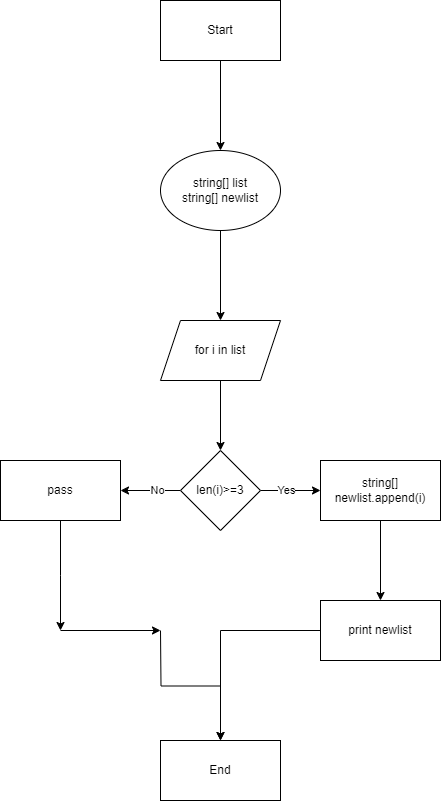 Start
string[] list
string[] newlist
for i in list
len(i)>=3
No
Yes
pass
string[]
newlist.append(i)
print newlist
End